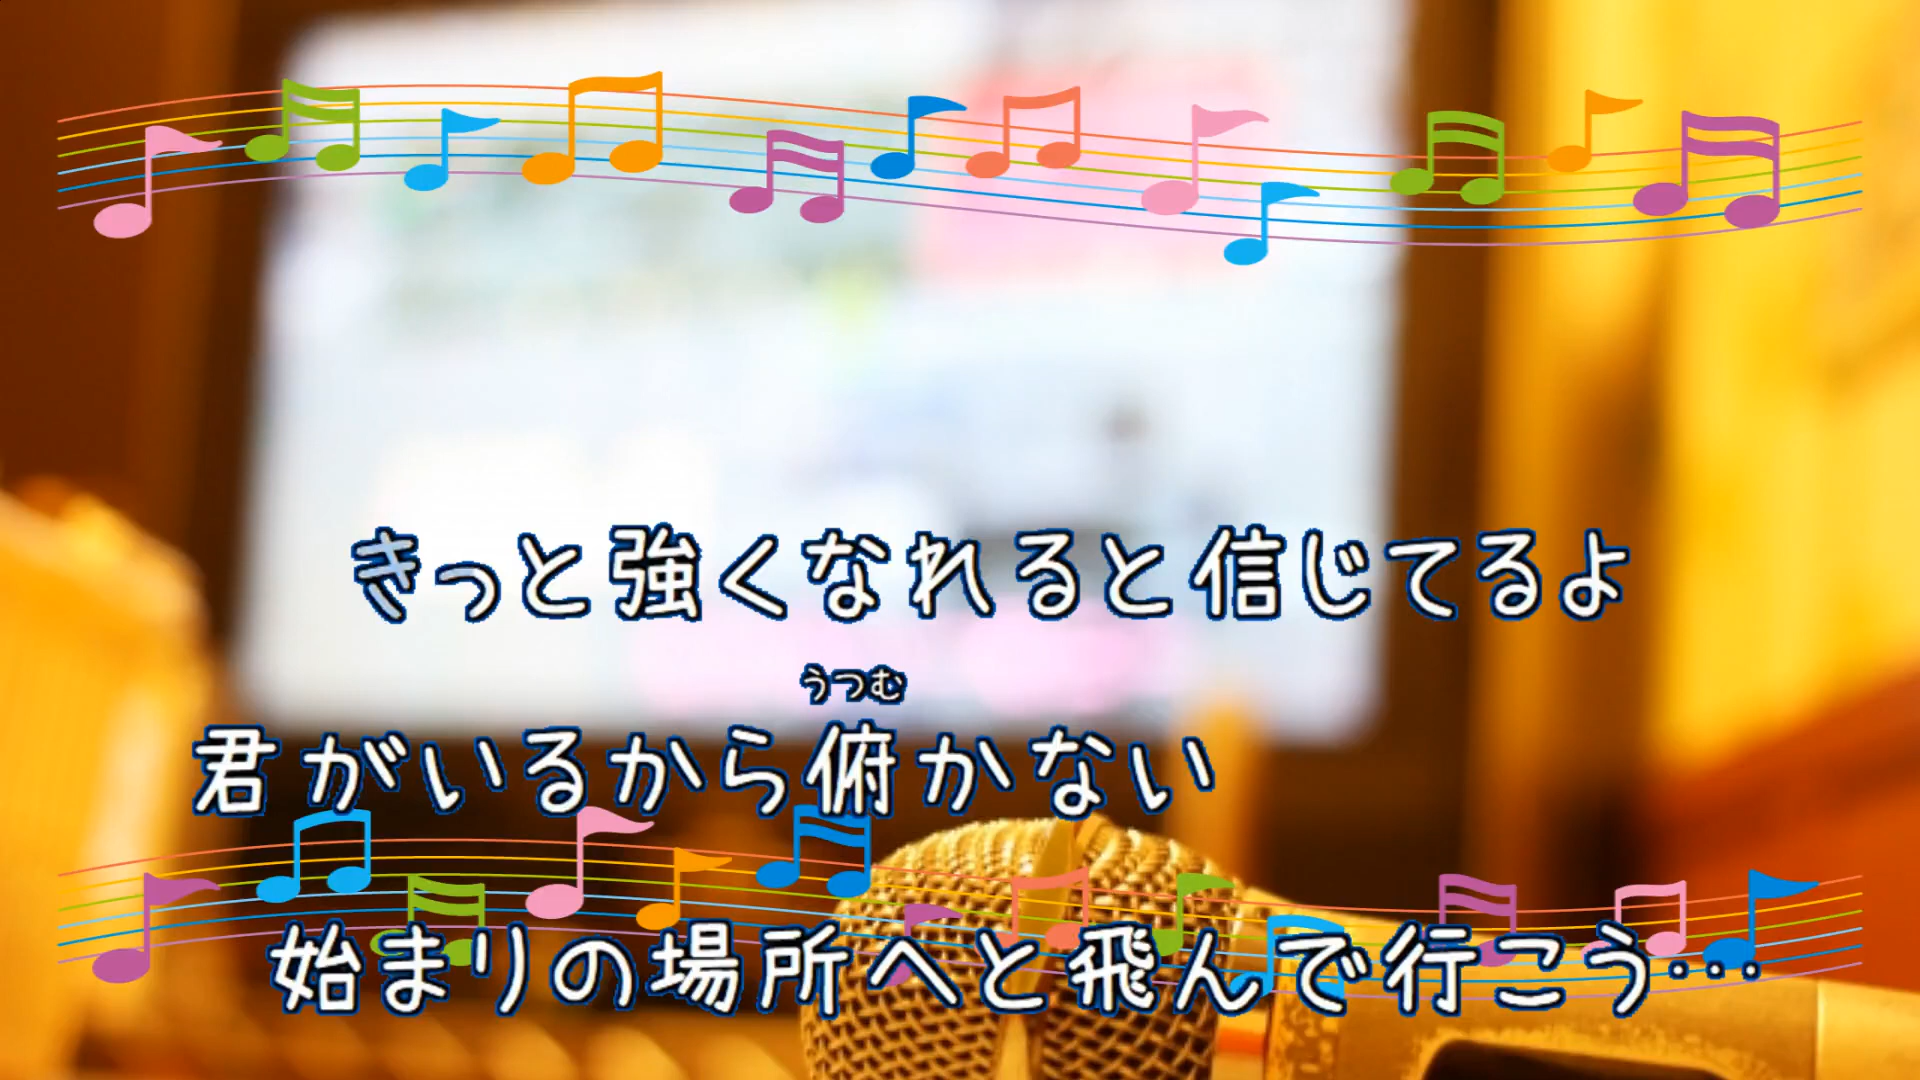 きっと強くなれると信じてるよ
うつむ
君がいるから俯かない
始まりの場所へと飛んで行こう…